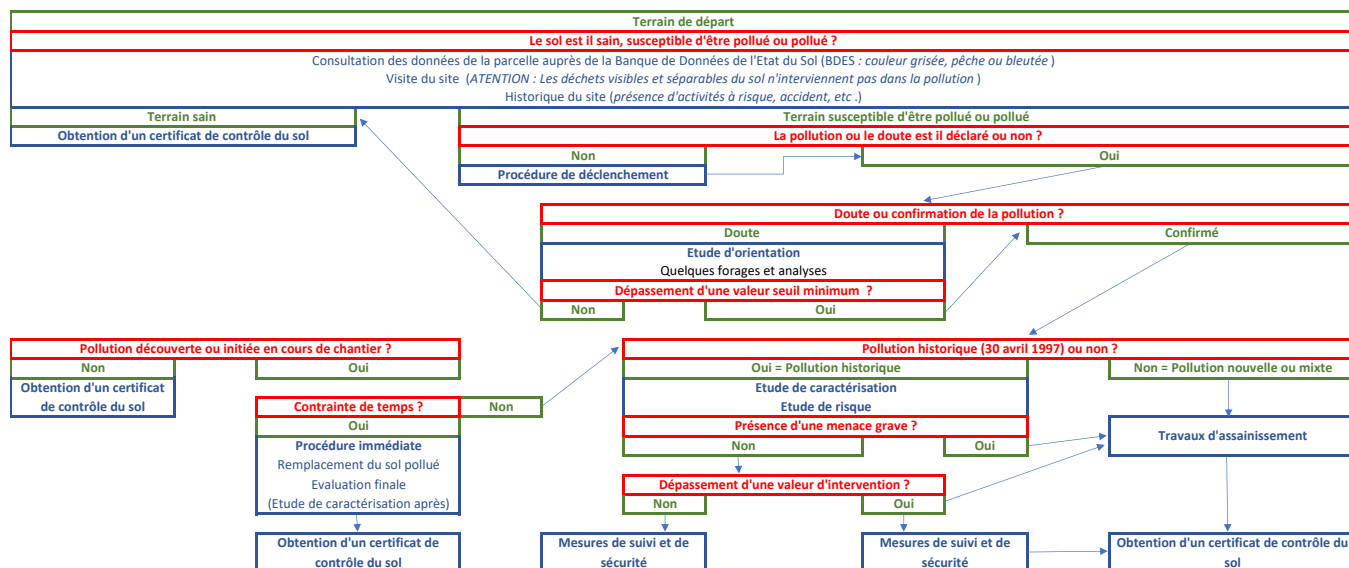 Terrain de départ
Le sol est il sain, susceptible d'être pollué ou pollué ?
Consultation des données de la parcelle auprès de la Banque de Données de l'Etat du Sol (BDES : couleur grisée, pêche ou bleutée )
Visite du site (ATTENTION : Les déchets visibles et séparables du sol n'interviennent pas dans la pollution )
Historique du site (présence d'activités à risque, accident, etc .)
Terrain sain
Obtention d'un certificat de contrôle du sol
Terrain susceptible d'être pollué ou pollué
La pollution ou le doute est il déclaré ou non ?
Non
Oui
Procédure de déclenchement
Doute ou confirmation de la pollution ?
Doute
Confirmé
Etude d'orientation
Quelques forages et analyses
Dépassement d'une valeur seuil minimum ?
Non
Oui
Pollution découverte ou initiée en cours de chantier ?
Non
Oui
Obtention d'un certificat
de contrôle du sol
Contrainte de temps ?
Non
Oui
Procédure immédiate
Remplacement du sol pollué
Evaluation finale
(Etude de caractérisation après)
Obtention d'un certificat de
contrôle du sol
Pollution historique (30 avril 1997) ou non ?
Oui = Pollution historique
Non = Pollution nouvelle ou mixte
Etude de caractérisation
Etude de risque
Présence d'une menace grave ?
Non
Oui
Travaux d'assainissement
Dépassement d'une valeur d'intervention ?
Non
Oui
Mesures de suivi et de
sécurité
Mesures de suivi et de
sécurité
Obtention d'un certificat de contrôle du
sol